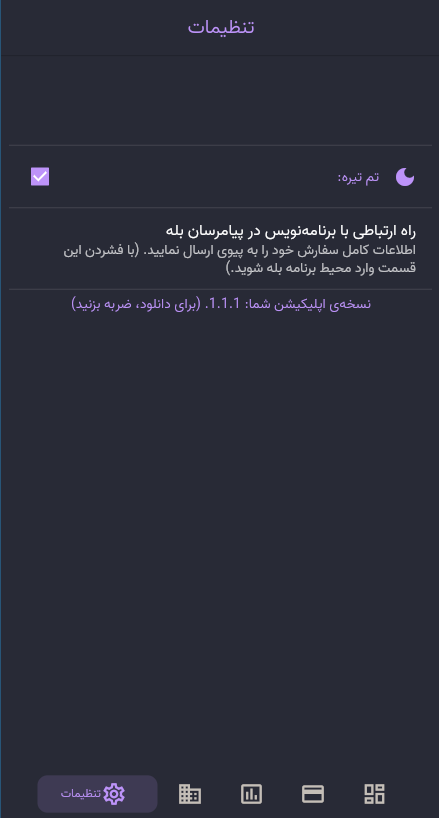 تنظیمات
تم تیره:
راه ارتباطی با برنامه‌نویس در پیامرسان بله
اطلاعات کامل سفارش خود را به پیوی ارسال نمایید. (با فشردن این
قسمت وارد محیط برنامه بله شوید.)
نسخه‌ی اپلیکیشن شما: 1.1.1. (برای دانلود، ضربه بزنید)
تنظیمات